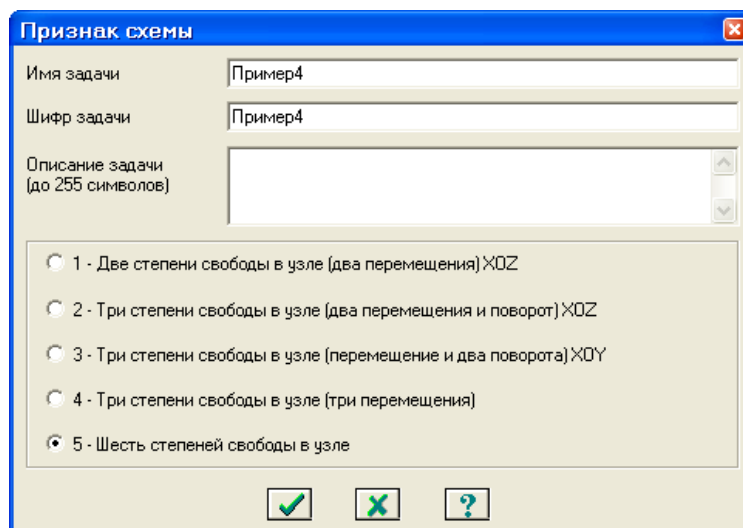 Признак схемы
Имя задачи
Пример4
Шифр задачи
Пример4
Описание задачи
(до 255 символов)
1 - Две степени свободы в узле (два перемещения) XOZ
2 - Три степени свободы в узле (два перемещения и поворот) XOZ
3 - Три степени свободы в узле (перемещение и два поворота) XOY
4 - Три степени свободы в узле (три перемещения)
5 - Шесть степеней свободы в узле